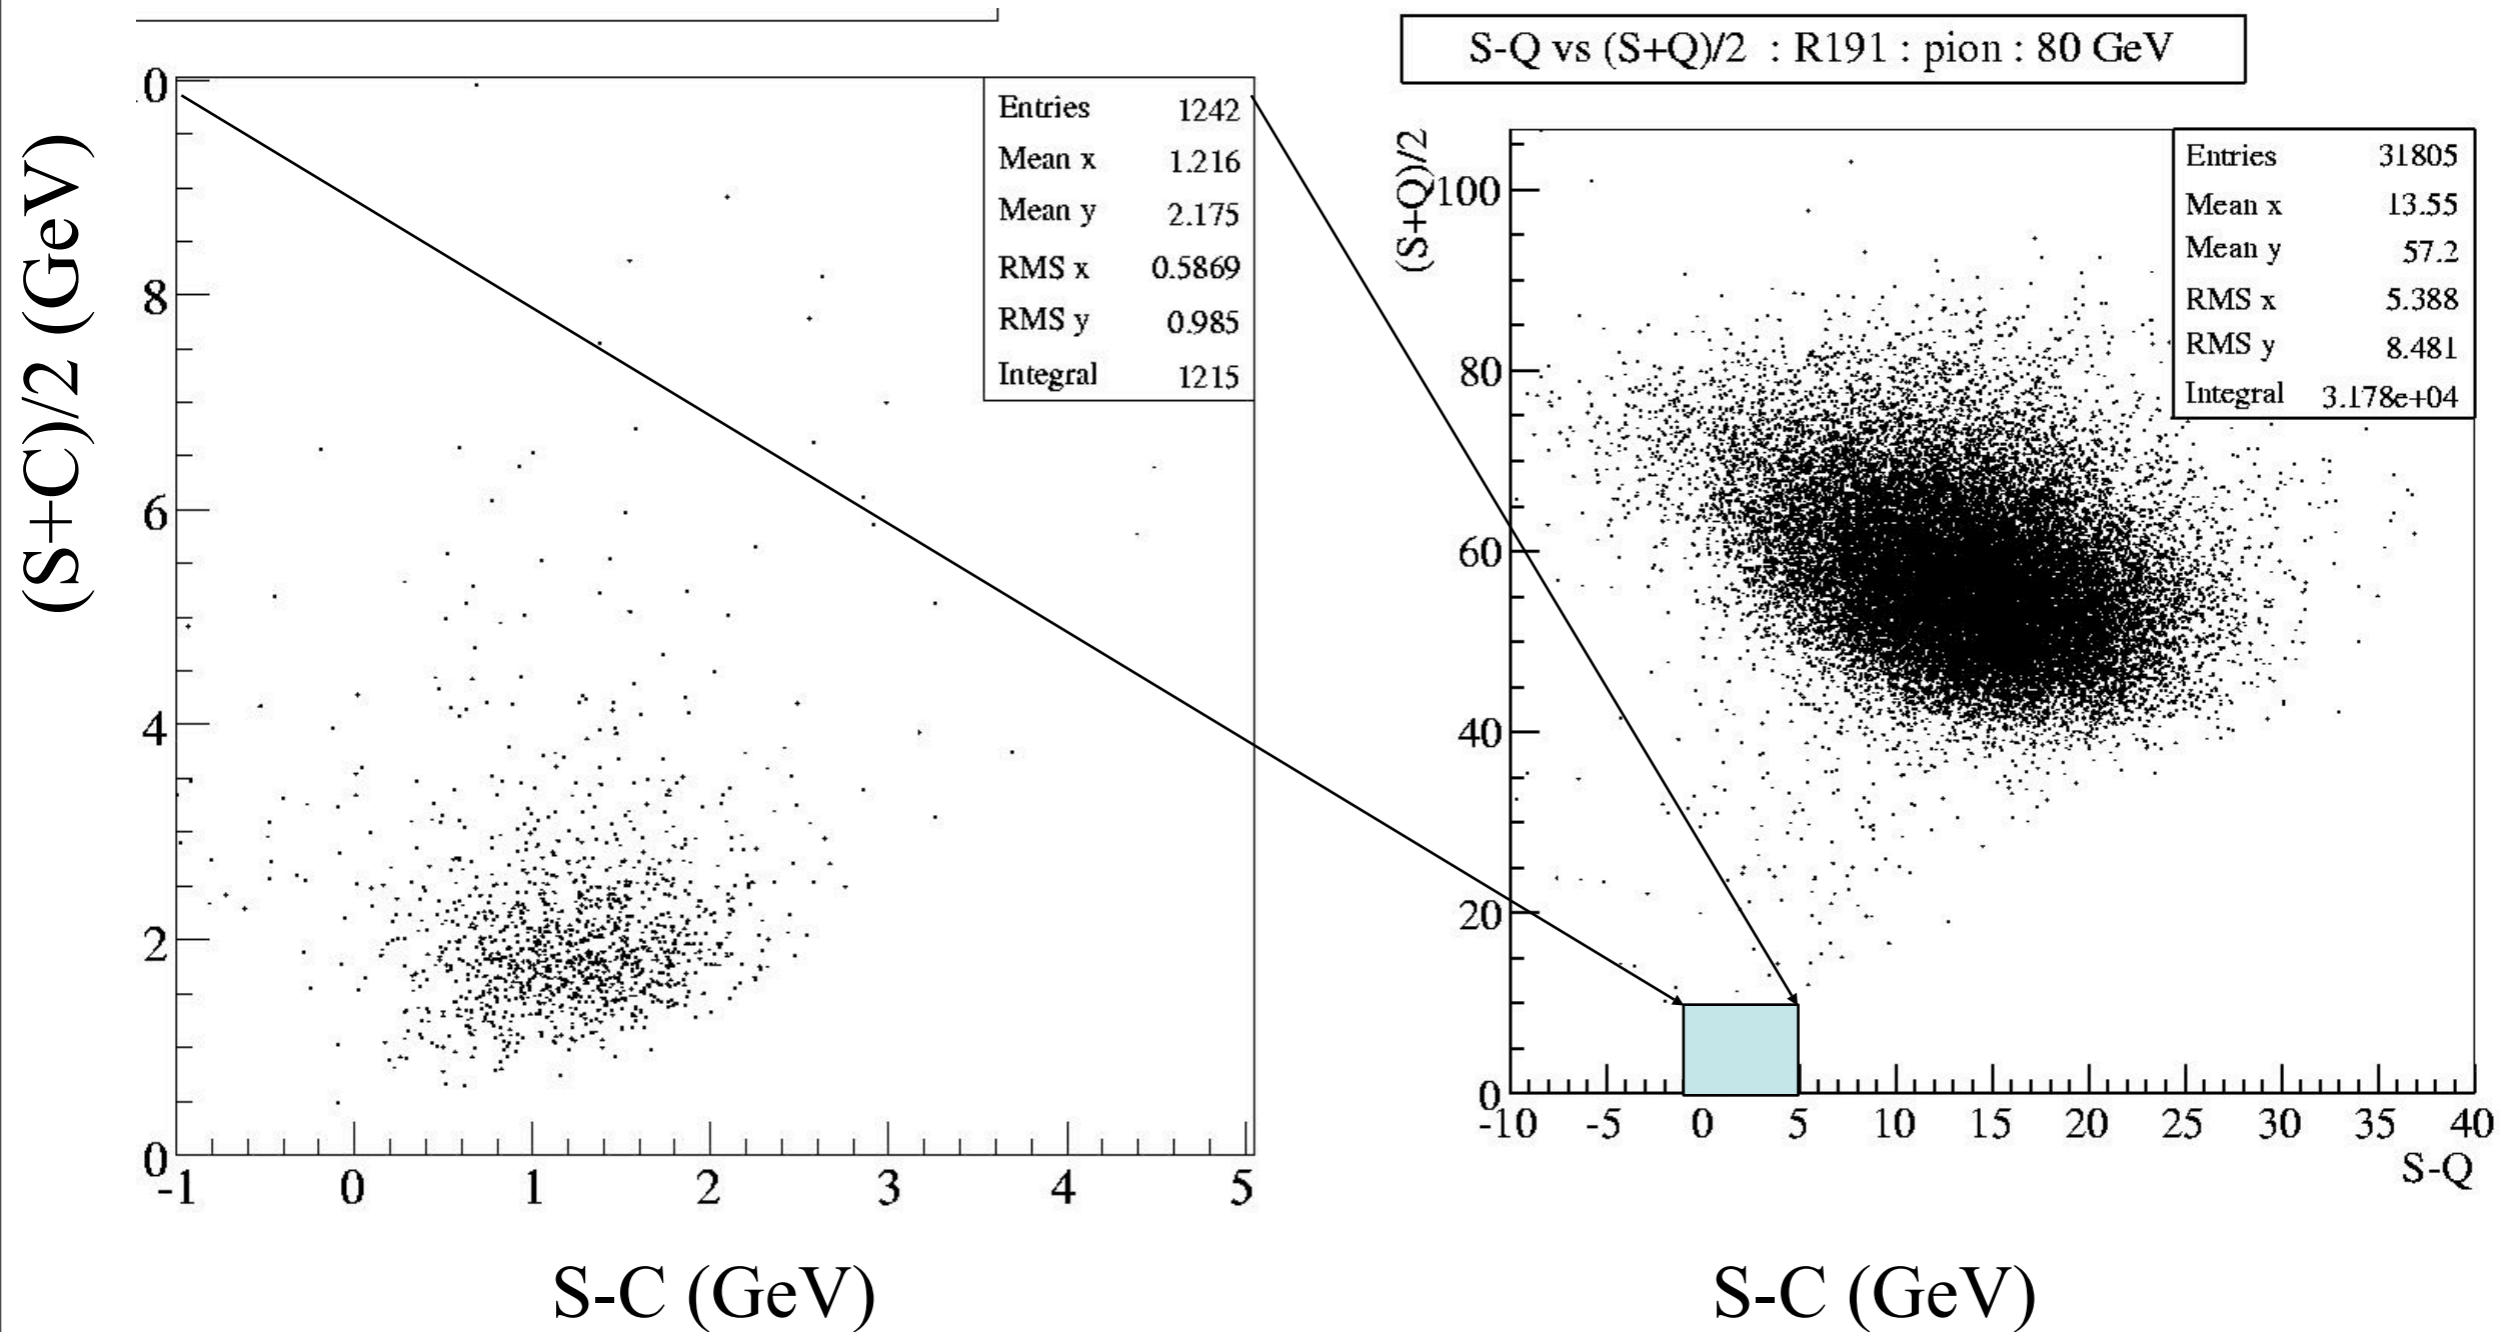 (S+C)/2 (GeV)
0
8
6
4
2
0
-1 0 1 2 3 4 5
Entries 1242
Mean x 1.216
Mean y 2.175
RMS x 0.5869
RMS y 0.985
Integral 1215
S-C (GeV)
S-Q vs (S+Q)/2 : R191 : pion : 80 GeV
(S+Q)/2
100
80
60
40
20
0
-10 -5 0 5 10 15 20 25 30 35 40
S-Q
Entries 31805
Mean x 13.55
Mean y 57.2
RMS x 5.388
RMS y 8.481
Integral 3.178e+04
S-C (GeV)